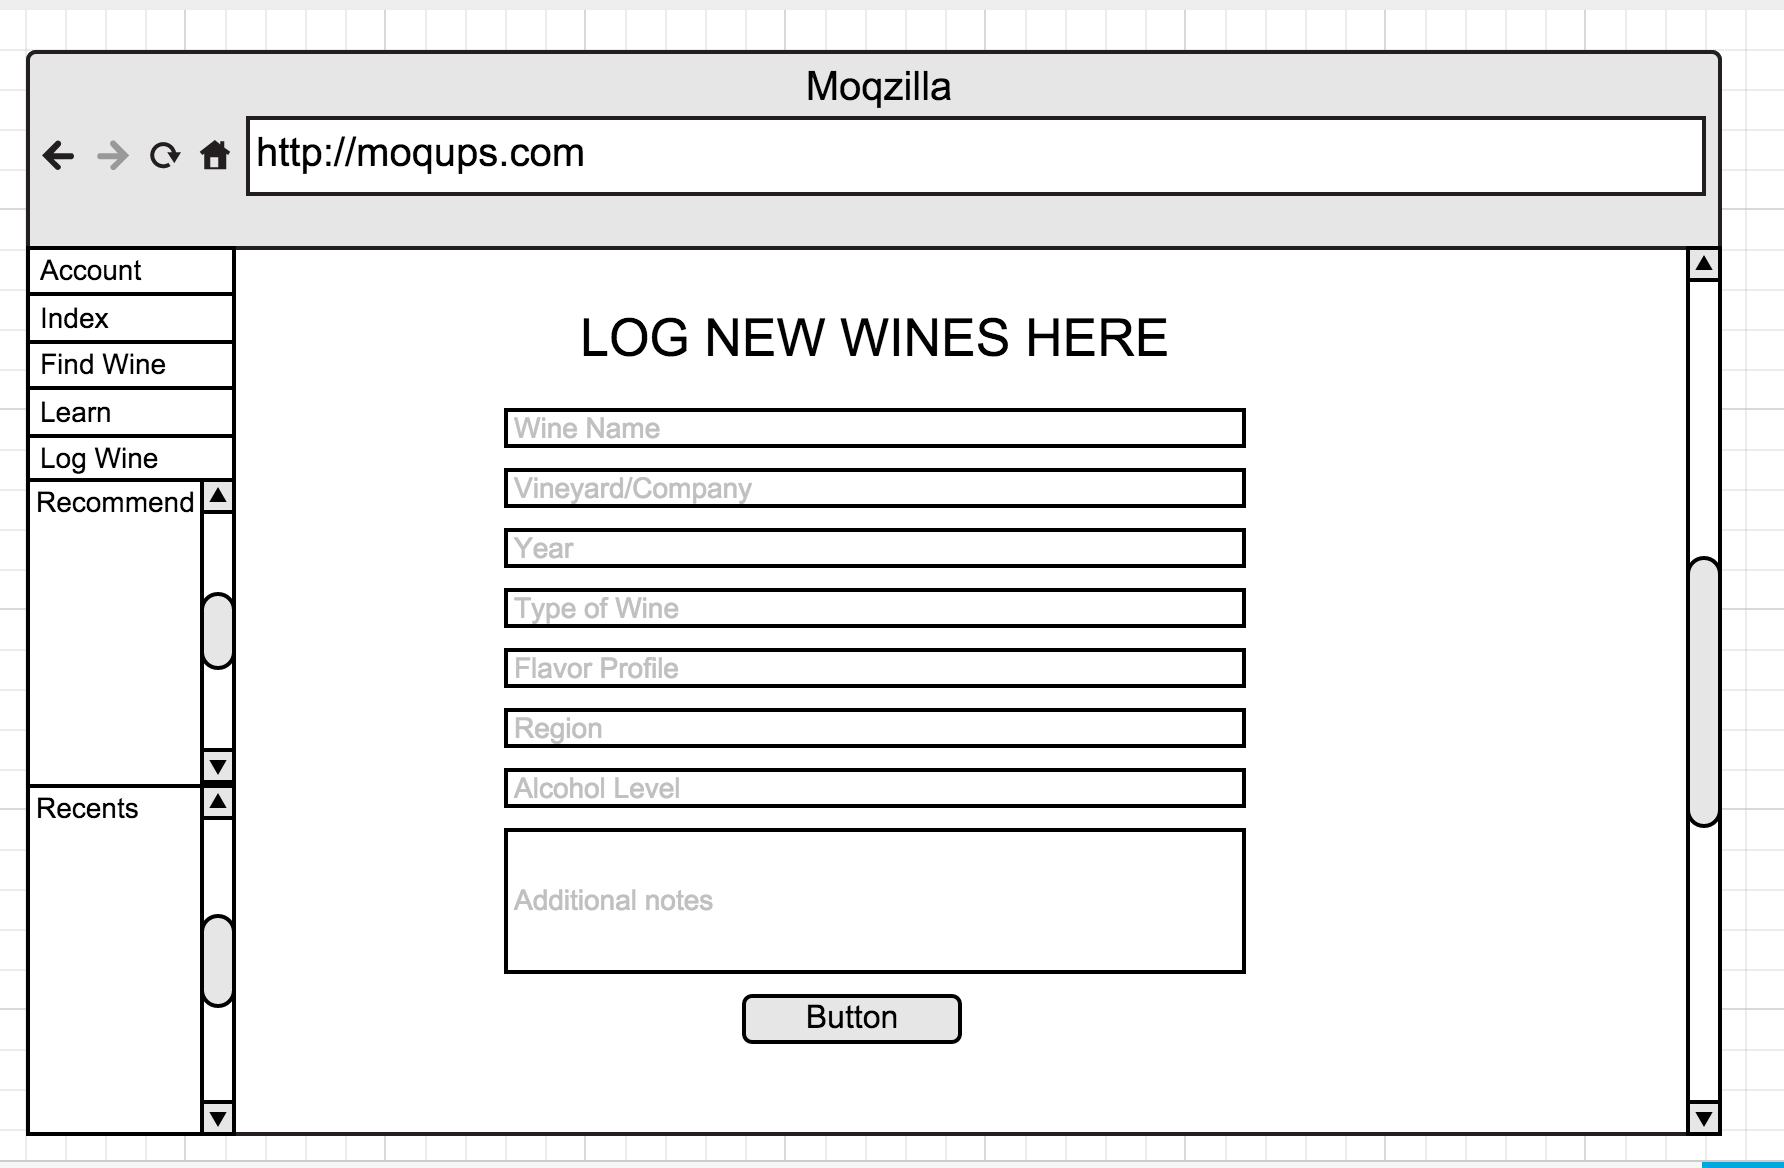 Moqzilla
http://moqups.com
Account
Index
Find Wine
Learn
Log Wine
Recommend
Recents
LOG NEW WINES HERE
Wine Name
Vineyard/Company
Year
Type of Wine
Flavor Profile
Region
Alcohol Level
Additional notes
Button